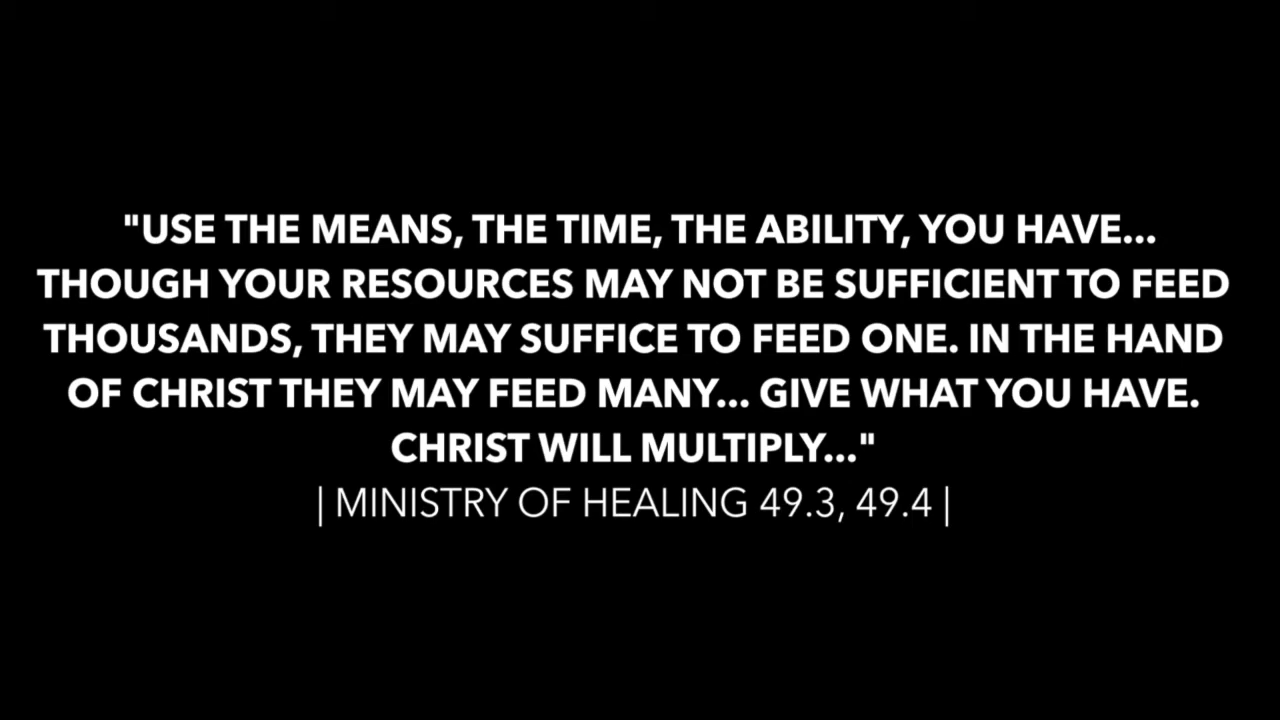 "USE THE MEANS, THE TIME, THE ABILITY, YOU HAVE...
THOUGH YOUR RESOURCES MAY NOT BE SUFFICIENT TO FEED
THOUSANDS, THEY MAY SUFFICE TO FEED ONE. IN THE HAND
OF CHRIST THEY MAY FEED MANY... GIVE WHAT YOU HAVE.
CHRIST WILL MULTIPLY..."
| MINISTRY OF HEALING 49.3, 49.4 |